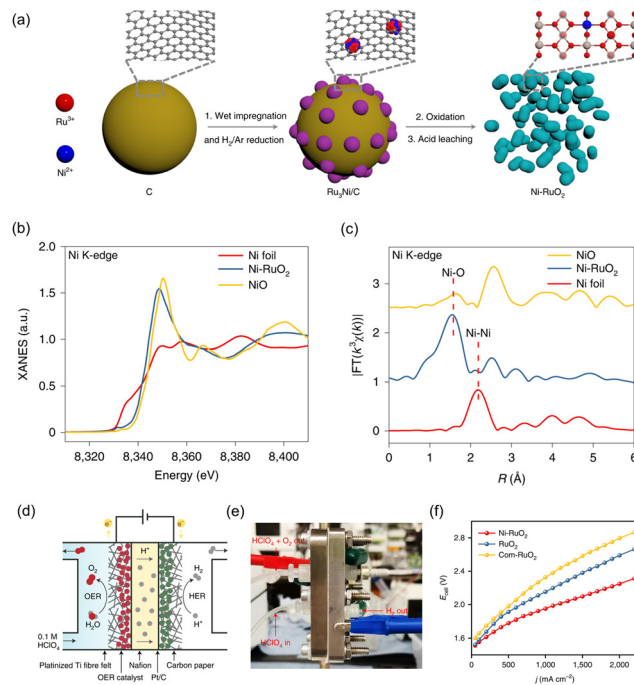 (a)
Ru³⁺
Ni²⁺
C
1. Wet impregnation
and H₂/Ar reduction
Ru₃Ni/C
2. Oxidation
3. Acid leaching
Ni-RuO₂
(b)
Ni K-edge
Ni foil
Ni-RuO₂
NiO
XANES (a.u.)
2.0
1.5
1.0
0.5
0
8,320
8,340
8,360
8,380
8,400
Energy (eV)
(c)
Ni K-edge
NiO
Ni-RuO₂
Ni foil
Ni-O
Ni-Ni
|FT(k³χ(k))|
3
2
1
0
0 1 2 3 4 5 6
R (Å)
(d)
e⁻
e⁻
H⁺
O₂
OER
H₂O
H₂
HER
H⁺
0.1 M
HClO₄
Platinized Ti fibre felt
Nafion
Carbon paper
OER catalyst
Pt/C
(e)
HClO₄ + O₂ out
HClO₄ in
H₂ out
(f)
Ni-RuO₂
RuO₂
Com-RuO₂
E_cell (V)
2.8
2.4
2.0
1.6
0 500 1,000 1,500 2,000
j (mA cm⁻²)